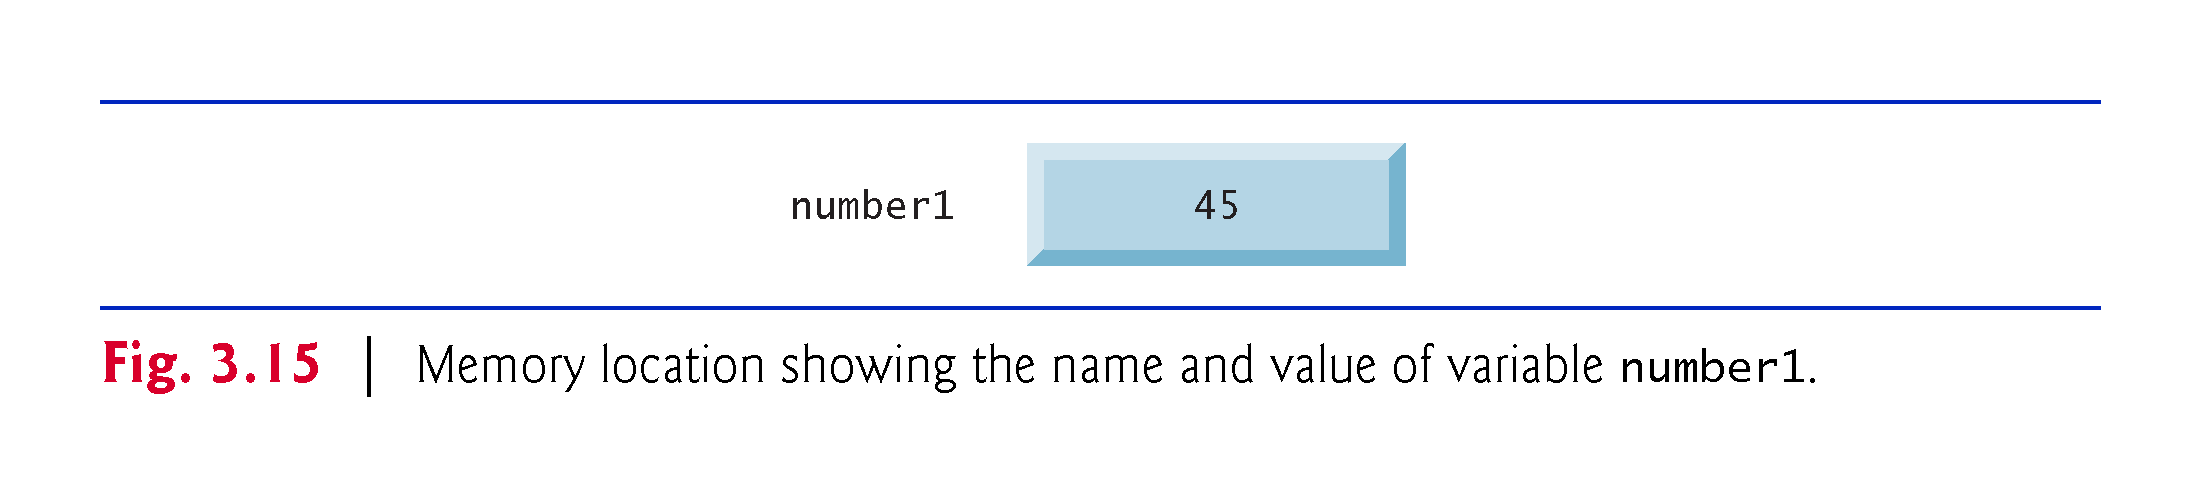 number1 45
Fig. 3.15 | Memory location showing the name and value of variable number1.